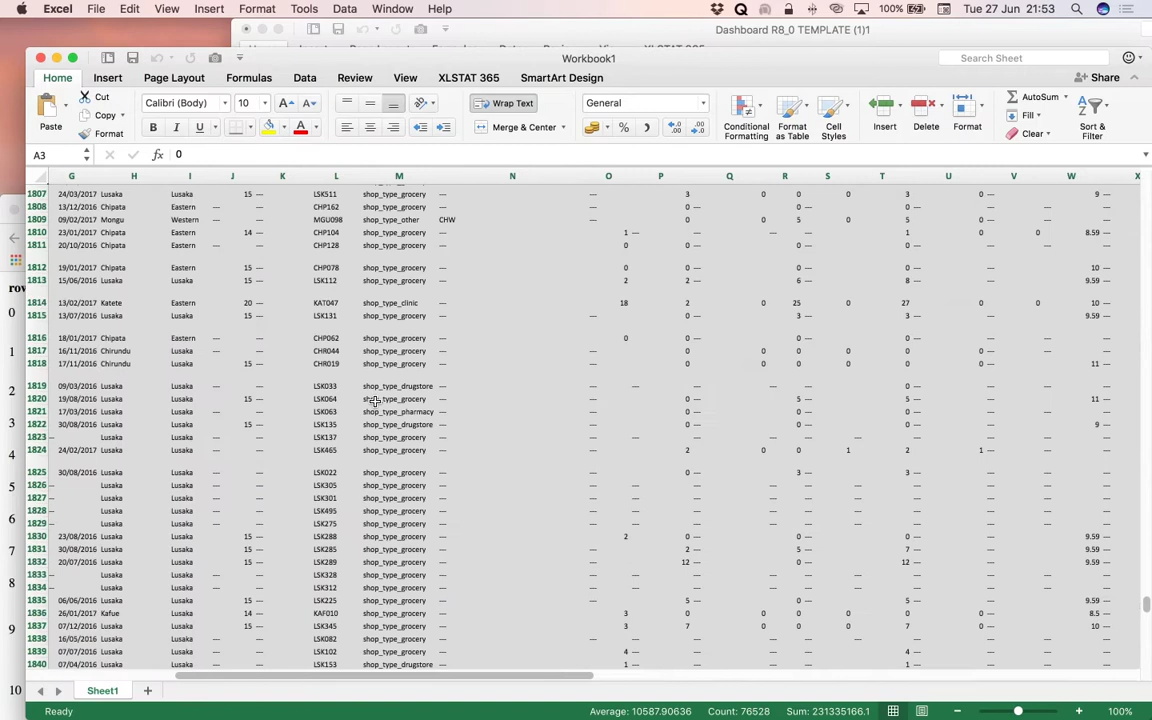 Excel File Edit View Insert Format Tools Data Window Help 100% Tue 27 Jun 21:53
Dashboard R8_0 TEMPLATE (1)1
Workbook1 Search Sheet
Home Insert Page Layout Formulas Data Review View XLSTAT 365 SmartArt Design Share
Paste Cut Copy Format Calibri (Body) 10 A A Wrap Text Merge & Center General Conditional Formatting Format as Table Cell Styles Insert Delete Format AutoSum Fill Clear Sort & Filter
B I U A %
A3 fx 0
G H I J K L M N O P Q R S T U V W X
1807 24/03/2017 Lusaka Lusaka 15 — LSK511 shop_type_grocery — — 3 0 0 0 3 0 — — 9 —
1808 13/12/2016 Chipata Eastern — — CHP162 shop_type_grocery — — 0 — 0 — 0 — — — —
1809 09/02/2017 Mongu Western — — MGU098 shop_type_other CHW — 0 0 5 0 5 — — — —
1810 23/01/2017 Chipata Eastern 14 — CHP104 shop_type_grocery — 1 — — — — 1 0 0 8.59 —
1811 20/10/2016 Chipata Eastern — — CHP128 shop_type_grocery — 0 0 — 0 — 0 — — — —
1812 19/01/2017 Chipata Eastern 15 — CHP078 shop_type_grocery — 0 0 — 0 — 0 — — 10 —
1813 15/06/2016 Lusaka Lusaka 15 — LSK112 shop_type_grocery — 2 2 — 6 — 8 — — 9.59 —
1814 13/02/2017 Katete Eastern 20 — KAT047 shop_type_clinic — 18 2 0 25 0 27 0 0 10 —
1815 13/07/2016 Lusaka Lusaka 15 — LSK131 shop_type_grocery — — 0 — 3 — 3 — — 9.59 —
1816 18/01/2017 Chipata Eastern — — CHP062 shop_type_grocery — 0 0 — 0 — 0 — — — —
1817 16/11/2016 Chirundu Lusaka — — CHR044 shop_type_grocery — — 0 0 0 0 0 0 — — —
1818 17/11/2016 Chirundu Lusaka 15 — CHR019 shop_type_grocery — — 0 0 0 0 0 0 — 11 —
1819 09/03/2016 Lusaka Lusaka — — LSK033 shop_type_drugstore — — — — — 0 — — — —
1820 19/08/2016 Lusaka Lusaka 15 — LSK064 shop_type_grocery — — 0 — 5 — 5 — — 11 —
1821 17/03/2016 Lusaka Lusaka — — LSK063 shop_type_pharmacy — — 0 — 0 — 0 — — — —
1822 30/08/2016 Lusaka Lusaka 15 — LSK135 shop_type_drugstore — — 0 — 0 — 0 — — 9 —
1823 — Lusaka Lusaka — — LSK137 shop_type_grocery — — — — — — — — — —
1824 24/02/2017 Lusaka Lusaka — — LSK465 shop_type_grocery — — 2 0 0 1 2 1 — — —
1825 30/08/2016 Lusaka Lusaka — — LSK022 shop_type_grocery — — 0 — 3 — 3 — — — —
1826 — Lusaka Lusaka — — LSK305 shop_type_grocery — — — — — — — — — —
1827 — Lusaka Lusaka — — LSK301 shop_type_grocery — — — — — — — — — —
1828 — Lusaka Lusaka — — LSK495 shop_type_grocery — — — — — — — — — —
1829 — Lusaka Lusaka — — LSK275 shop_type_grocery — — — — — — — — — —
1830 23/08/2016 Lusaka Lusaka 15 — LSK288 shop_type_grocery — 2 0 — 0 — 0 — — 9.59 —
1831 30/08/2016 Lusaka Lusaka 15 — LSK285 shop_type_grocery — — 2 — 5 — 7 — — 9.59 —
1832 20/07/2016 Lusaka Lusaka 15 — LSK289 shop_type_grocery — — 12 — 0 — 12 — — 9.59 —
1833 — Lusaka Lusaka — — LSK328 shop_type_grocery — — — — — — — — — —
1834 — Lusaka Lusaka — — LSK312 shop_type_grocery — — — — — — — — — —
1835 06/06/2016 Lusaka Lusaka 15 — LSK225 shop_type_grocery — — 5 — 0 — 5 — — 9.59 —
1836 26/01/2017 Kafue Lusaka 14 — KAF010 shop_type_grocery — 3 0 0 0 0 0 0 — 8.5 —
1837 07/12/2016 Lusaka Lusaka 15 — LSK345 shop_type_grocery — 3 7 0 0 0 7 0 — 10 —
1838 16/05/2016 Lusaka Lusaka — — LSK082 shop_type_grocery — — — — — — — — — —
1839 07/07/2016 Lusaka Lusaka — — LSK102 shop_type_grocery — 4 — — — — 4 — — — —
1840 07/04/2016 Lusaka Lusaka — — LSK153 shop_type_drugstore — 1 — — — — 1 — — — —
row
0
1
2
3
4
5
6
7
8
9
10
Sheet1
Ready Average: 10587.90636 Count: 76528 Sum: 231335166.1 100%